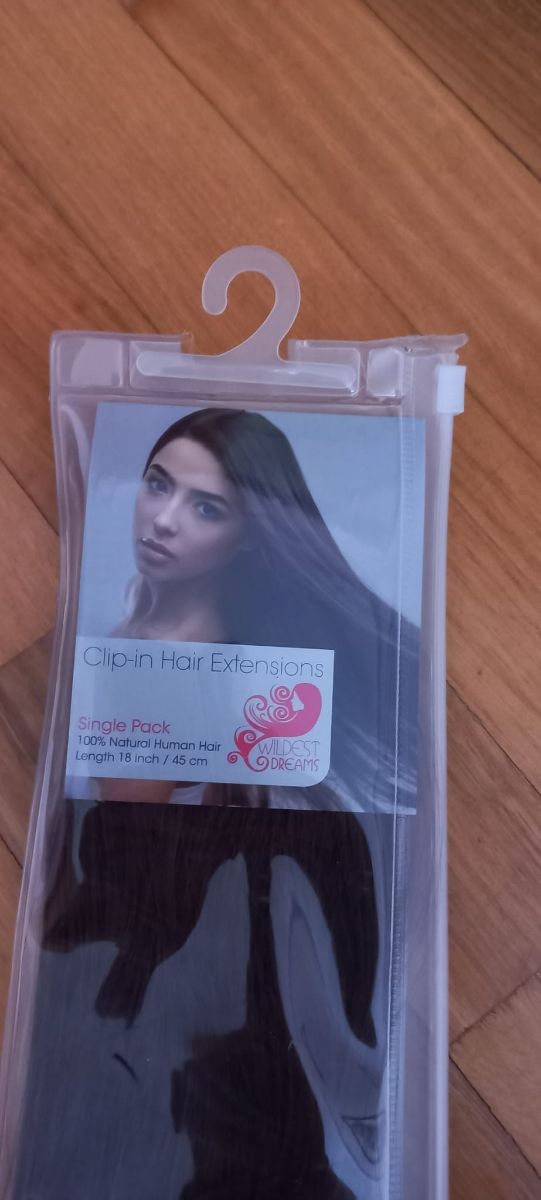 Clip-in Hair Extensions
Single Pack
100% Natural Human Hair
Length 18 inch / 45 cm
WILDEST
DREAMS